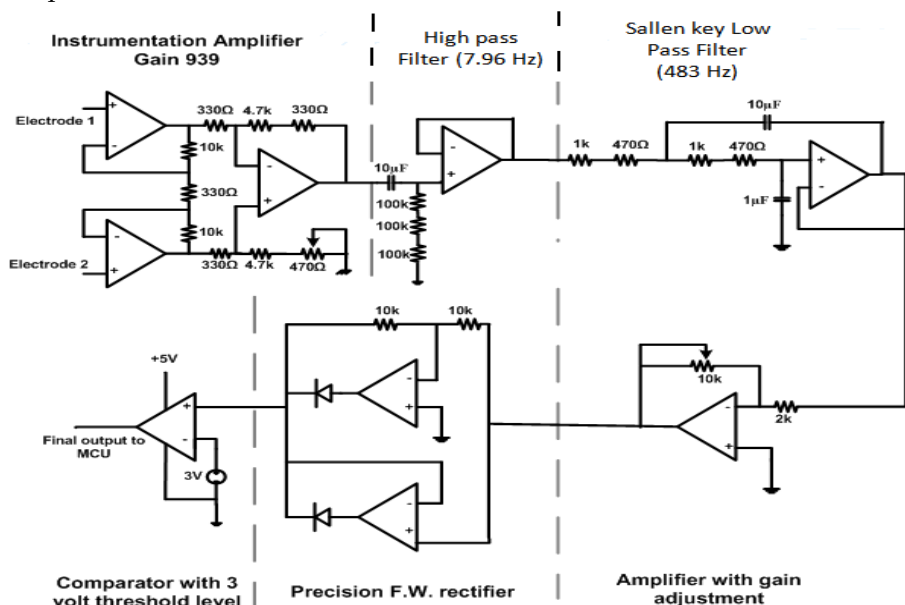 Instrumentation Amplifier
Gain 939
High pass
Filter (7.96 Hz)
Sallen key Low
Pass Filter
(483 Hz)
Electrode 1
+
-
330Ω
4.7k
330Ω
10k
330Ω
10k
-
+
-
+
Electrode 2
330Ω
4.7k
470Ω
10µF
-
+
100k
100k
100k
1k
470Ω
10µF
1k
470Ω
1µF
+
-
+5V
+
-
3V
Final output to
MCU
10k
10k
-
+
-
+
10k
2k
-
+
Comparator with 3
volt threshold level
Precision F.W. rectifier
Amplifier with gain
adjustment